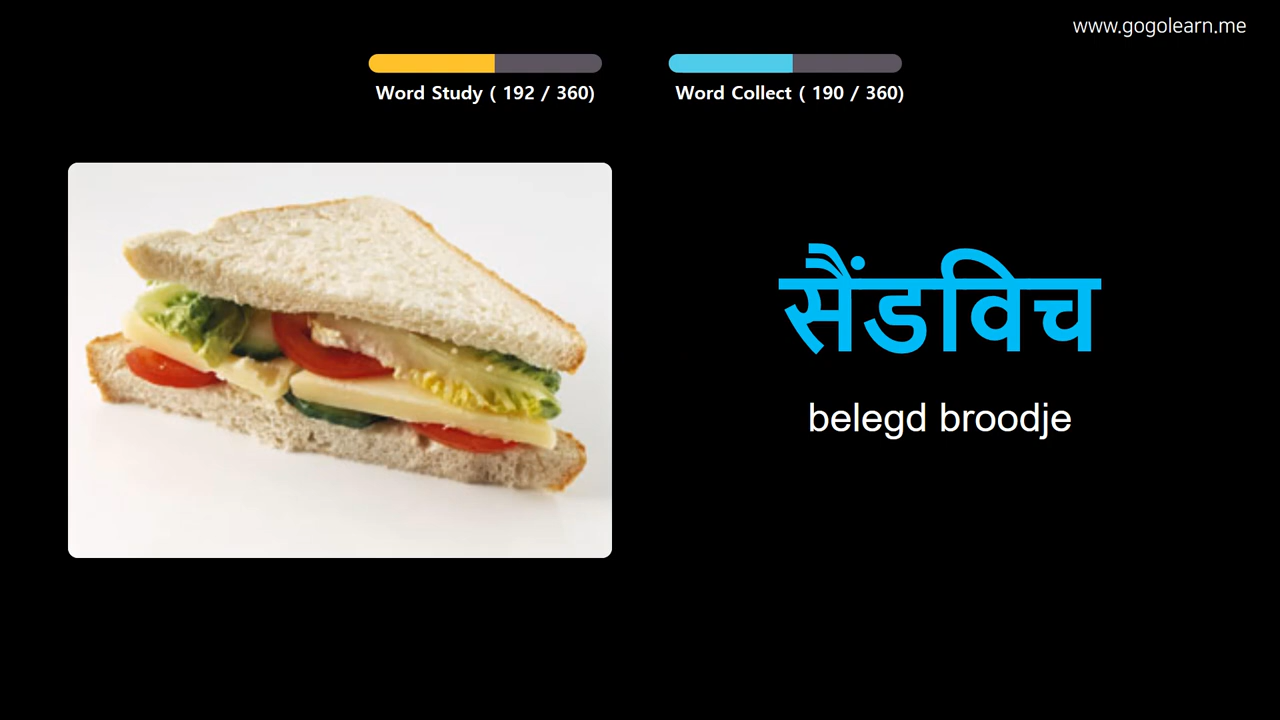 www.gogolearn.me
Word Study ( 192 / 360)
Word Collect ( 190 / 360)
सैंडविच
belegd broodje